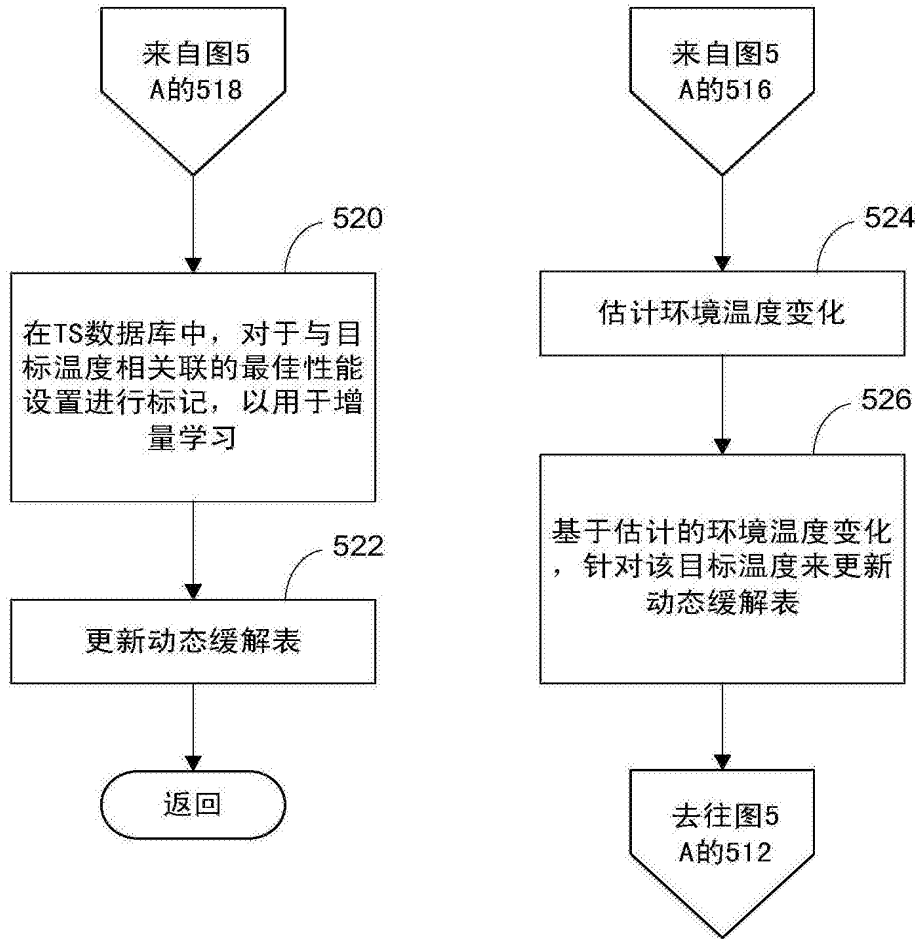 来自图5
A的518
520
在TS数据库中，对于与目
标温度相关联的最佳性能
设置进行标记，以用于增
量学习
522
更新动态缓解表
返回
来自图5
A的516
524
估计环境温度变化
526
基于估计的环境温度变化
，针对该目标温度来更新
动态缓解表
去往图5
A的512